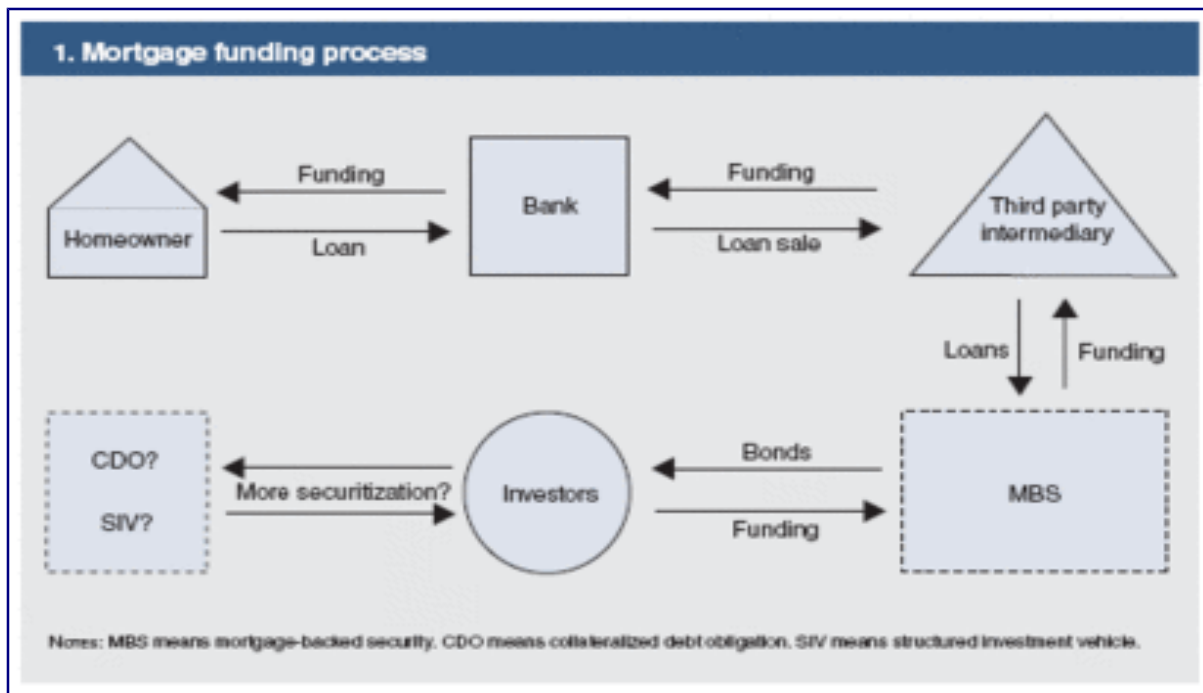 1. Mortgage funding process
Funding
Funding
Bank
Third party
intermediary
Homeowner
Loan
Loan sale
Loans
Funding
CDO?
SIV?
More securitization?
Investors
Bonds
Funding
MBS
Notes: MBS means mortgage-backed security. CDO means collateralized debt obligation. SIV means structured investment vehicle.